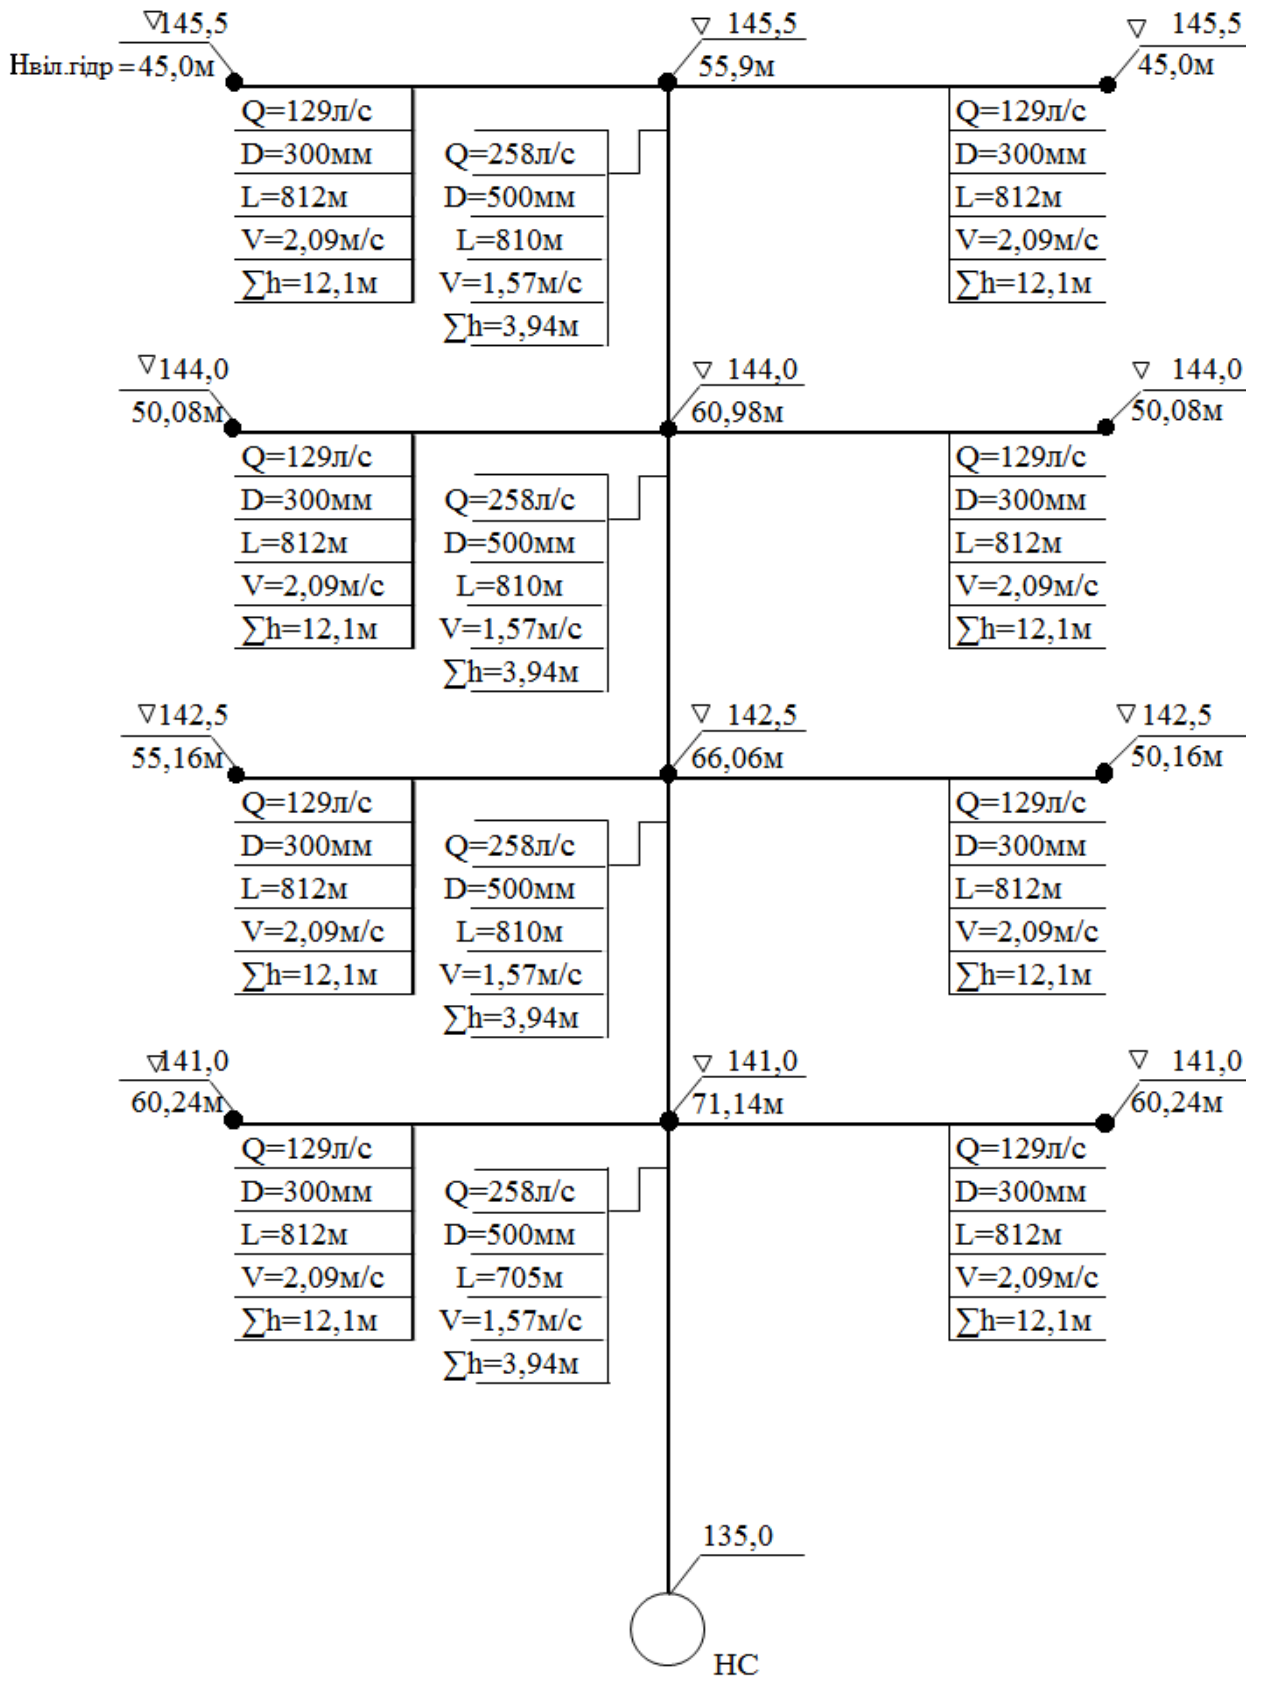 ▽145,5
▽ 145,5
▽ 145,5
Нвіл.гідр =45,0м
55,9м
45,0м
Q=129л/с
D=300мм
L=812м
V=2,09м/с
∑h=12,1м
Q=258л/с
D=500мм
L=810м
V=1,57м/с
∑h=3,94м
Q=129л/с
D=300мм
L=812м
V=2,09м/с
∑h=12,1м
▽144,0
▽ 144,0
▽ 144,0
50,08м
60,98м
50,08м
Q=129л/с
D=300мм
L=812м
V=2,09м/с
∑h=12,1м
Q=258л/с
D=500мм
L=810м
V=1,57м/с
∑h=3,94м
Q=129л/с
D=300мм
L=812м
V=2,09м/с
∑h=12,1м
▽142,5
▽ 142,5
▽142,5
55,16м
66,06м
50,16м
Q=129л/с
D=300мм
L=812м
V=2,09м/с
∑h=12,1м
Q=258л/с
D=500мм
L=810м
V=1,57м/с
∑h=3,94м
Q=129л/с
D=300мм
L=812м
V=2,09м/с
∑h=12,1м
▽141,0
▽ 141,0
▽ 141,0
60,24м
71,14м
60,24м
Q=129л/с
D=300мм
L=812м
V=2,09м/с
∑h=12,1м
Q=258л/с
D=500мм
L=705м
V=1,57м/с
∑h=3,94м
Q=129л/с
D=300мм
L=812м
V=2,09м/с
∑h=12,1м
135,0
НС